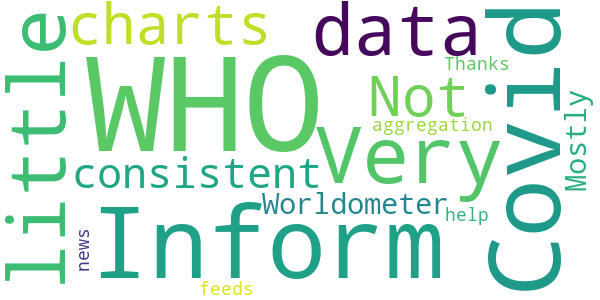 little
charts
data
Covid
WHO
Thanks
Not
aggregation
Very
Mostly
consistent
Worldometer
help
Inform
news
feeds